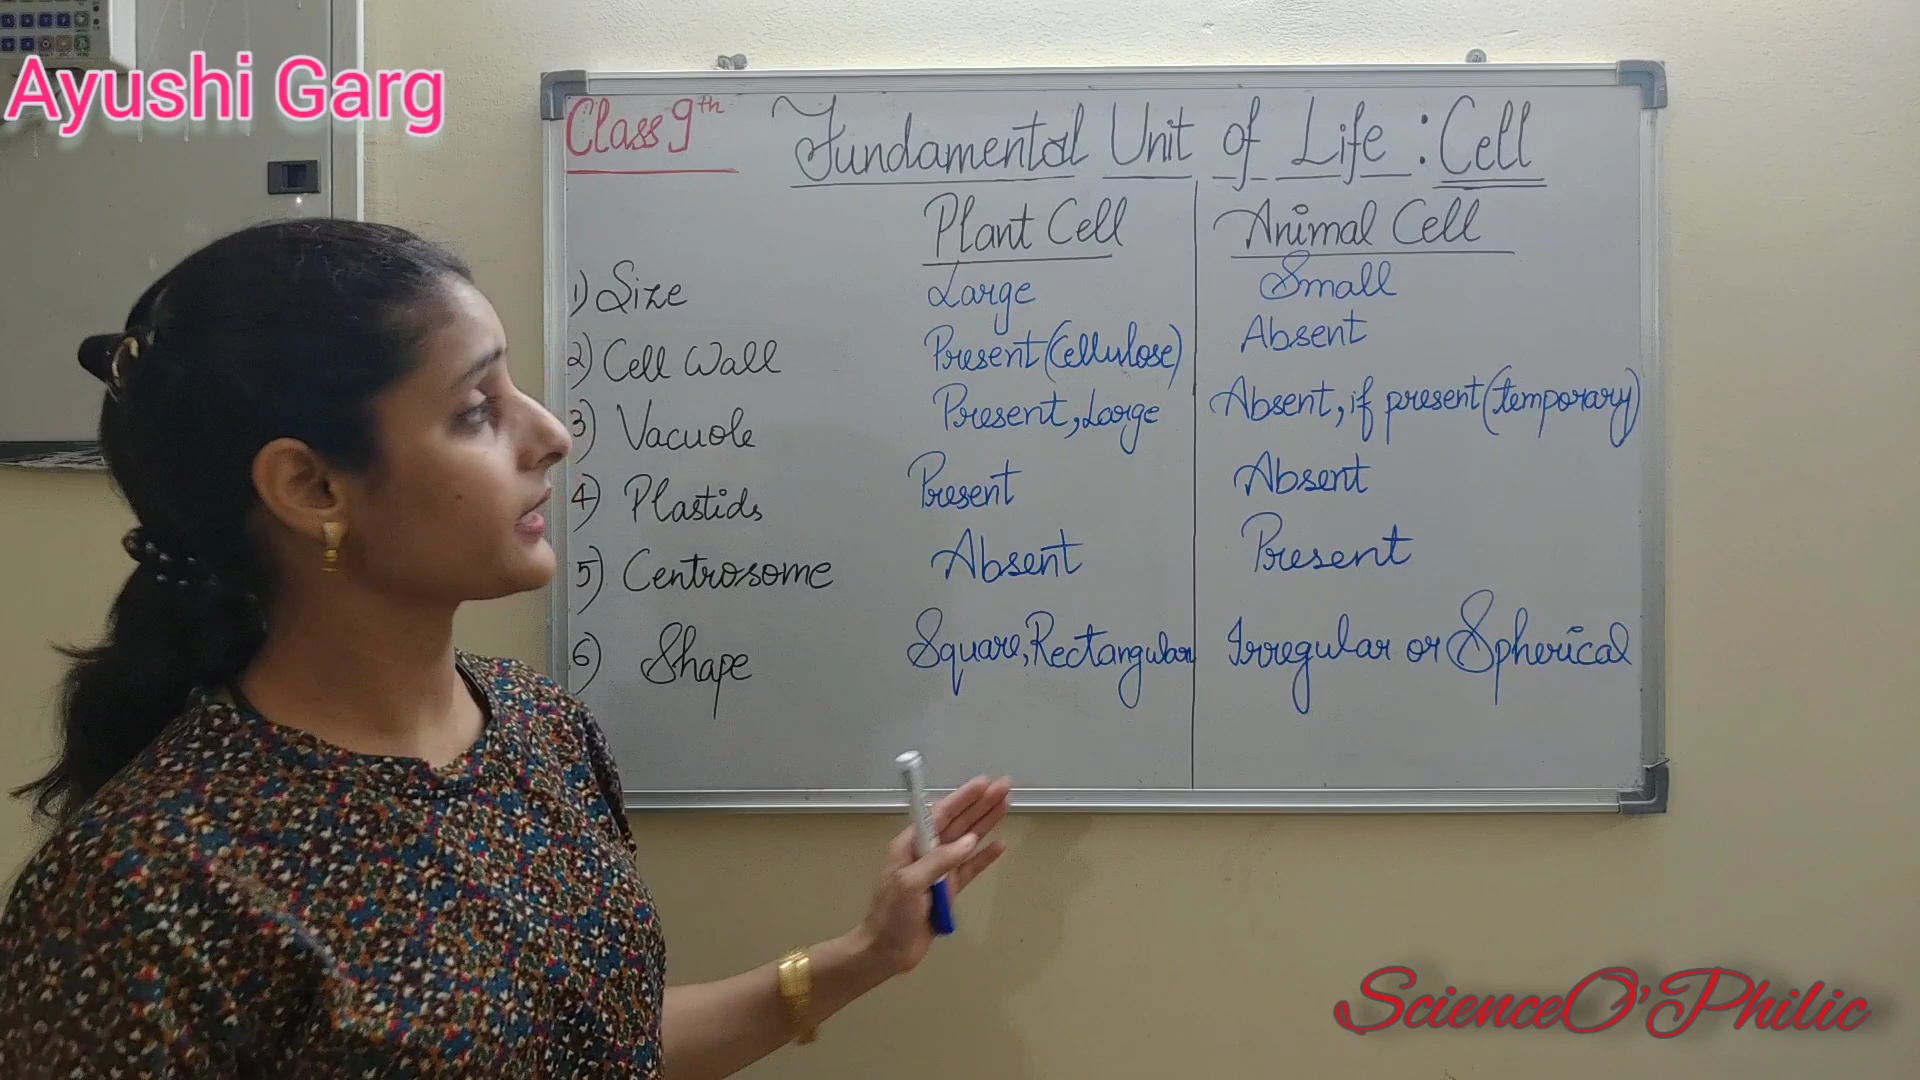 Ayushi Garg
Class 9th Fundamental Unit of Life : Cell
Plant Cell Animal Cell
1) Size Large Small
2) Cell Wall Present (Cellulose) Absent
3) Vacuole Present, Large Absent, if present (temporary)
4) Plastids Present Absent
5) Centrosome Absent Present
6) Shape Square, Rectangular Irregular or Spherical
ScienceO'Philic